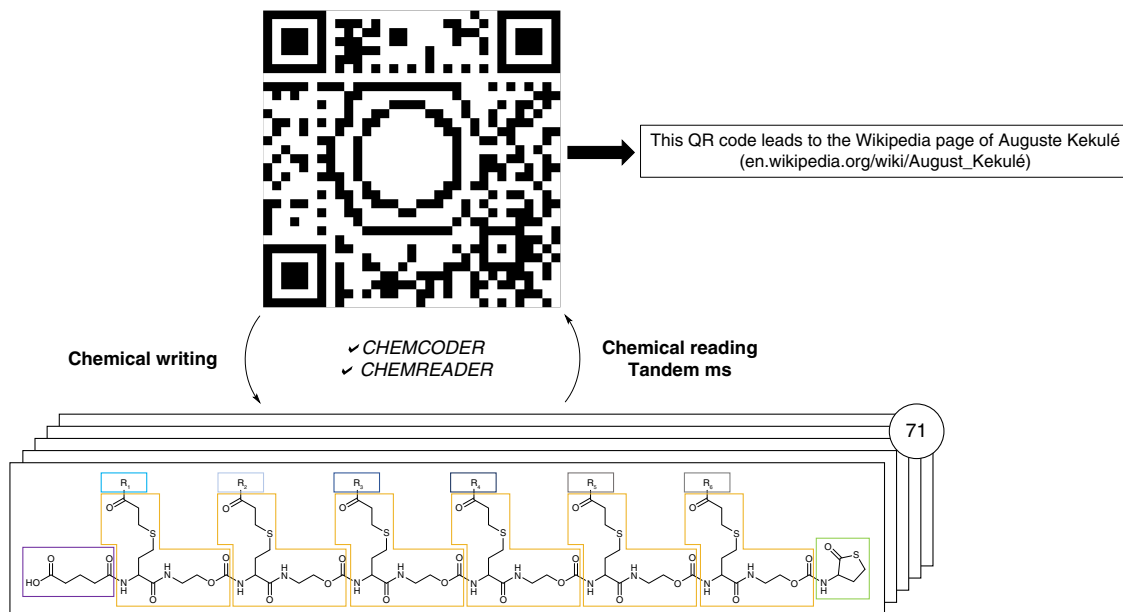 This QR code leads to the Wikipedia page of Auguste Kekulé
(en.wikipedia.org/wiki/August_Kekulé)
Chemical writing
✔ CHEMCODER
✔ CHEMREADER
Chemical reading
Tandem ms
71
R₁ R₂ R₃ R₄ R₅ R₆
O O O O O O
S S S S S S
O S
HO O O H N O O H N O O H N O O H N O O H N O O H N O O
O N H O N H O N H O N H O N H O N H O N H